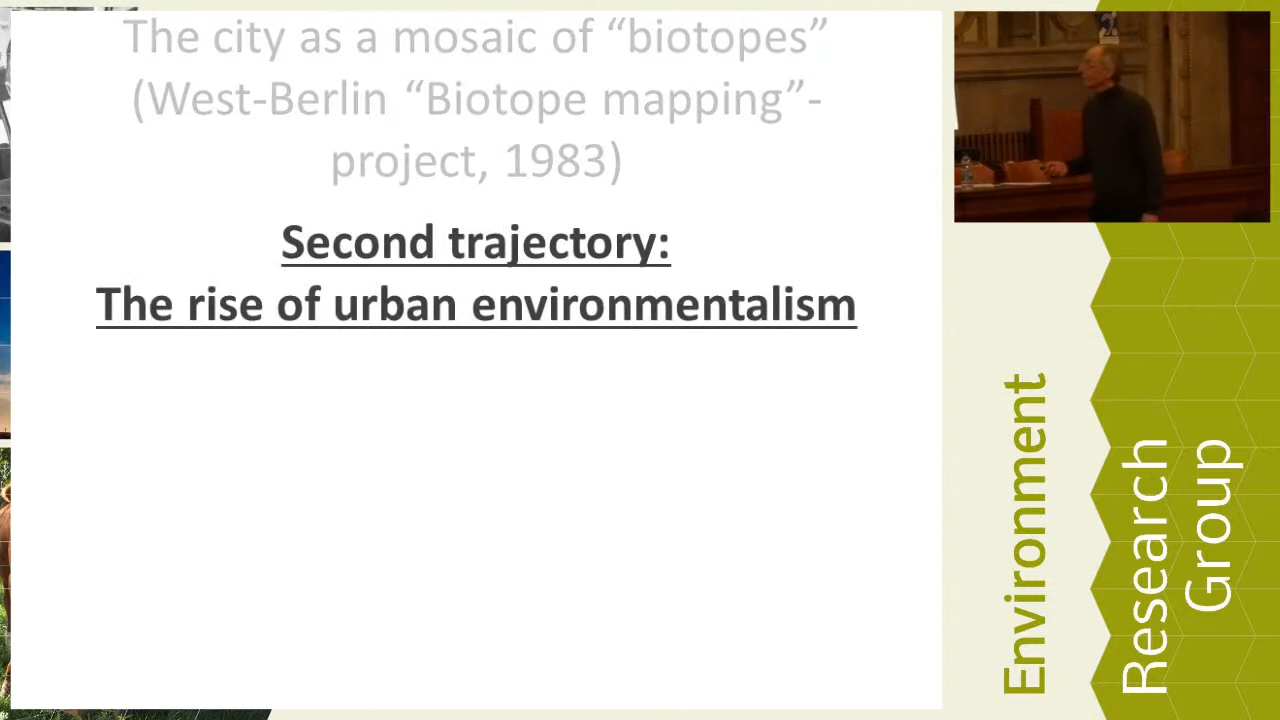 The city as a mosaic of “biotopes”
(West-Berlin “Biotope mapping”-
project, 1983)
Second trajectory:
The rise of urban environmentalism
Environment
Research
Group